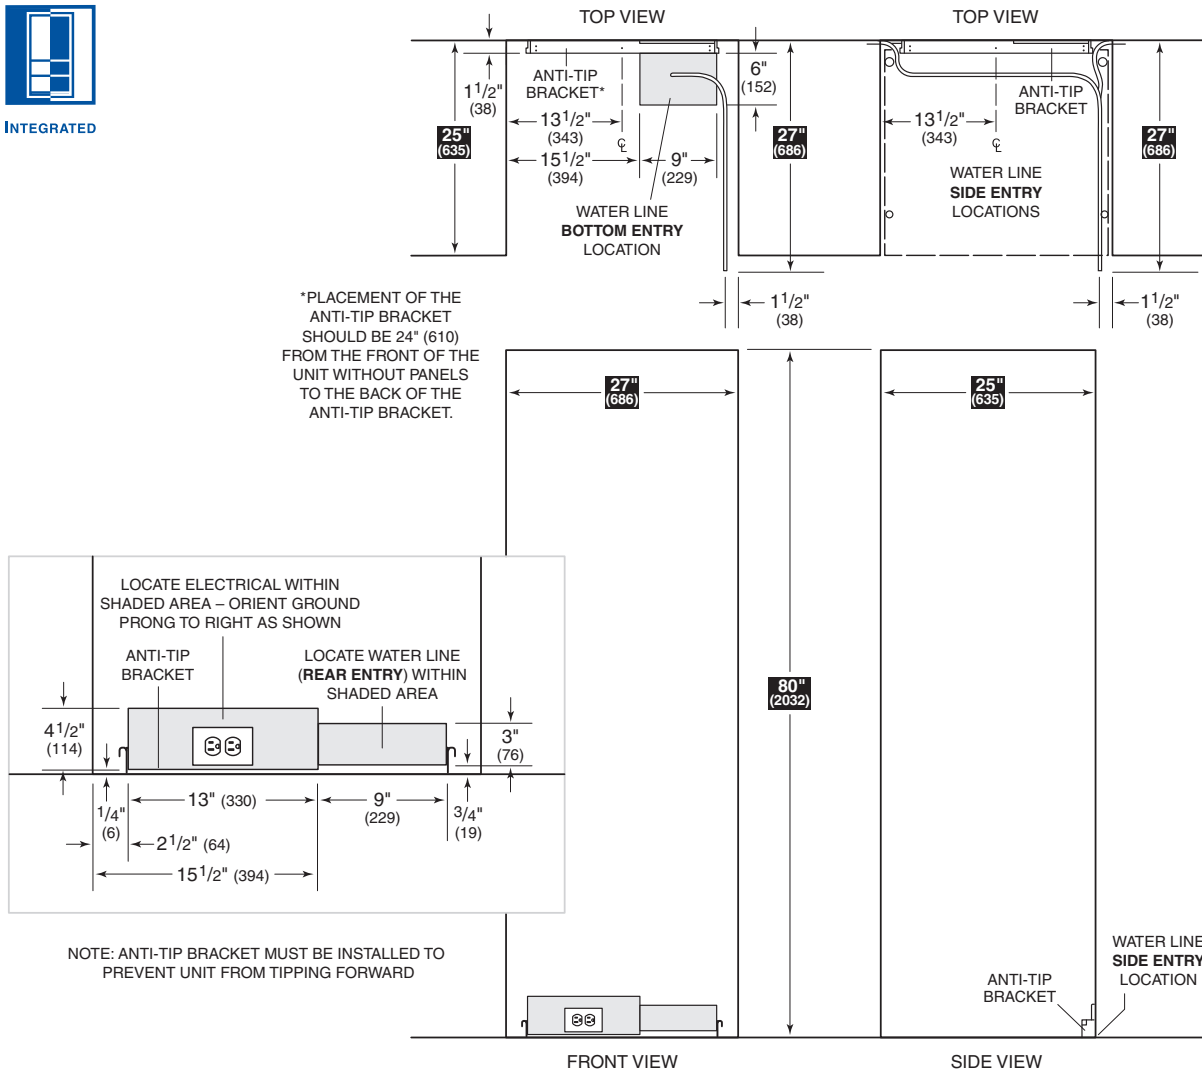 INTEGRATED
TOP VIEW
ANTI-TIP
BRACKET*
1 1/2"
(38)
25"
(635)
13 1/2"
(343)
℄
15 1/2"
(394)
9"
(229)
6"
(152)
27"
(686)
WATER LINE
BOTTOM ENTRY
LOCATION
1 1/2"
(38)
TOP VIEW
ANTI-TIP
BRACKET
13 1/2"
(343)
℄
27"
(686)
WATER LINE
SIDE ENTRY
LOCATIONS
1 1/2"
(38)
*PLACEMENT OF THE
ANTI-TIP BRACKET
SHOULD BE 24" (610)
FROM THE FRONT OF THE
UNIT WITHOUT PANELS
TO THE BACK OF THE
ANTI-TIP BRACKET.
27"
(686)
25"
(635)
80"
(2032)
LOCATE ELECTRICAL WITHIN
SHADED AREA – ORIENT GROUND
PRONG TO RIGHT AS SHOWN
ANTI-TIP
BRACKET
LOCATE WATER LINE
(REAR ENTRY) WITHIN
SHADED AREA
4 1/2"
(114)
3"
(76)
1/4"
(6)
13" (330)
9"
(229)
3/4"
(19)
2 1/2" (64)
15 1/2" (394)
NOTE: ANTI-TIP BRACKET MUST BE INSTALLED TO
PREVENT UNIT FROM TIPPING FORWARD
WATER LINE
SIDE ENTRY
LOCATION
ANTI-TIP
BRACKET
FRONT VIEW
SIDE VIEW